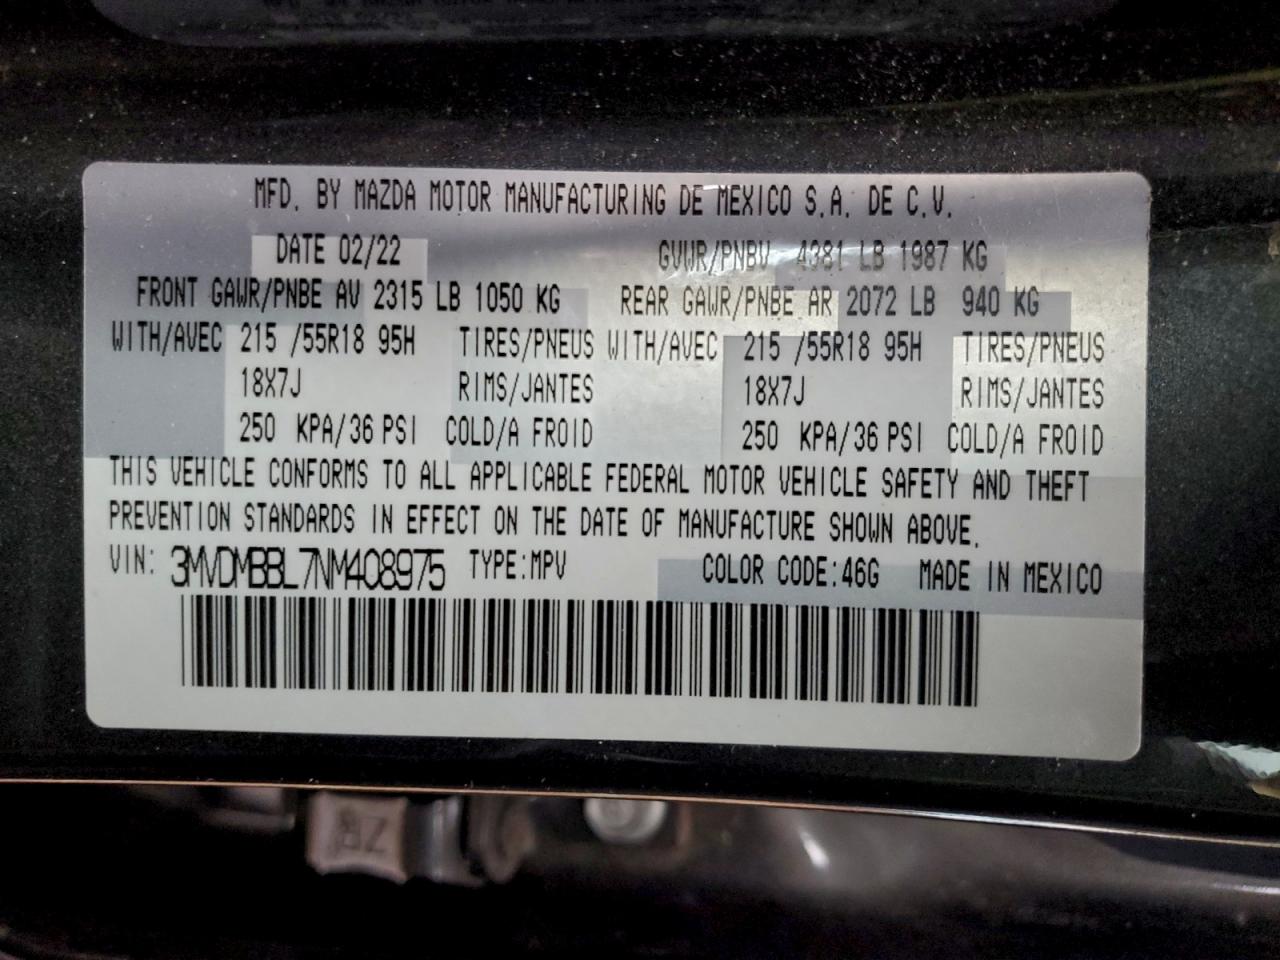 MFD. BY MAZDA MOTOR MANUFACTURING DE MEXICO S.A. DE C.V.
DATE 02/22 GVWR/PNBV 4381 LB 1987 KG
FRONT GAWR/PNBE AV 2315 LB 1050 KG REAR GAWR/PNBE AR 2072 LB 940 KG
WITH/AVEC 215 /55R18 95H TIRES/PNEUS WITH/AVEC 215 /55R18 95H TIRES/PNEUS
18X7J RIMS/JANTES 18X7J RIMS/JANTES
250 KPA/36 PSI COLD/A FROID 250 KPA/36 PSI COLD/A FROID
THIS VEHICLE CONFORMS TO ALL APPLICABLE FEDERAL MOTOR VEHICLE SAFETY AND THEFT
PREVENTION STANDARDS IN EFFECT ON THE DATE OF MANUFACTURE SHOWN ABOVE.
VIN: 3MVDMBBL7NM408975 TYPE:MPV COLOR CODE:46G MADE IN MEXICO